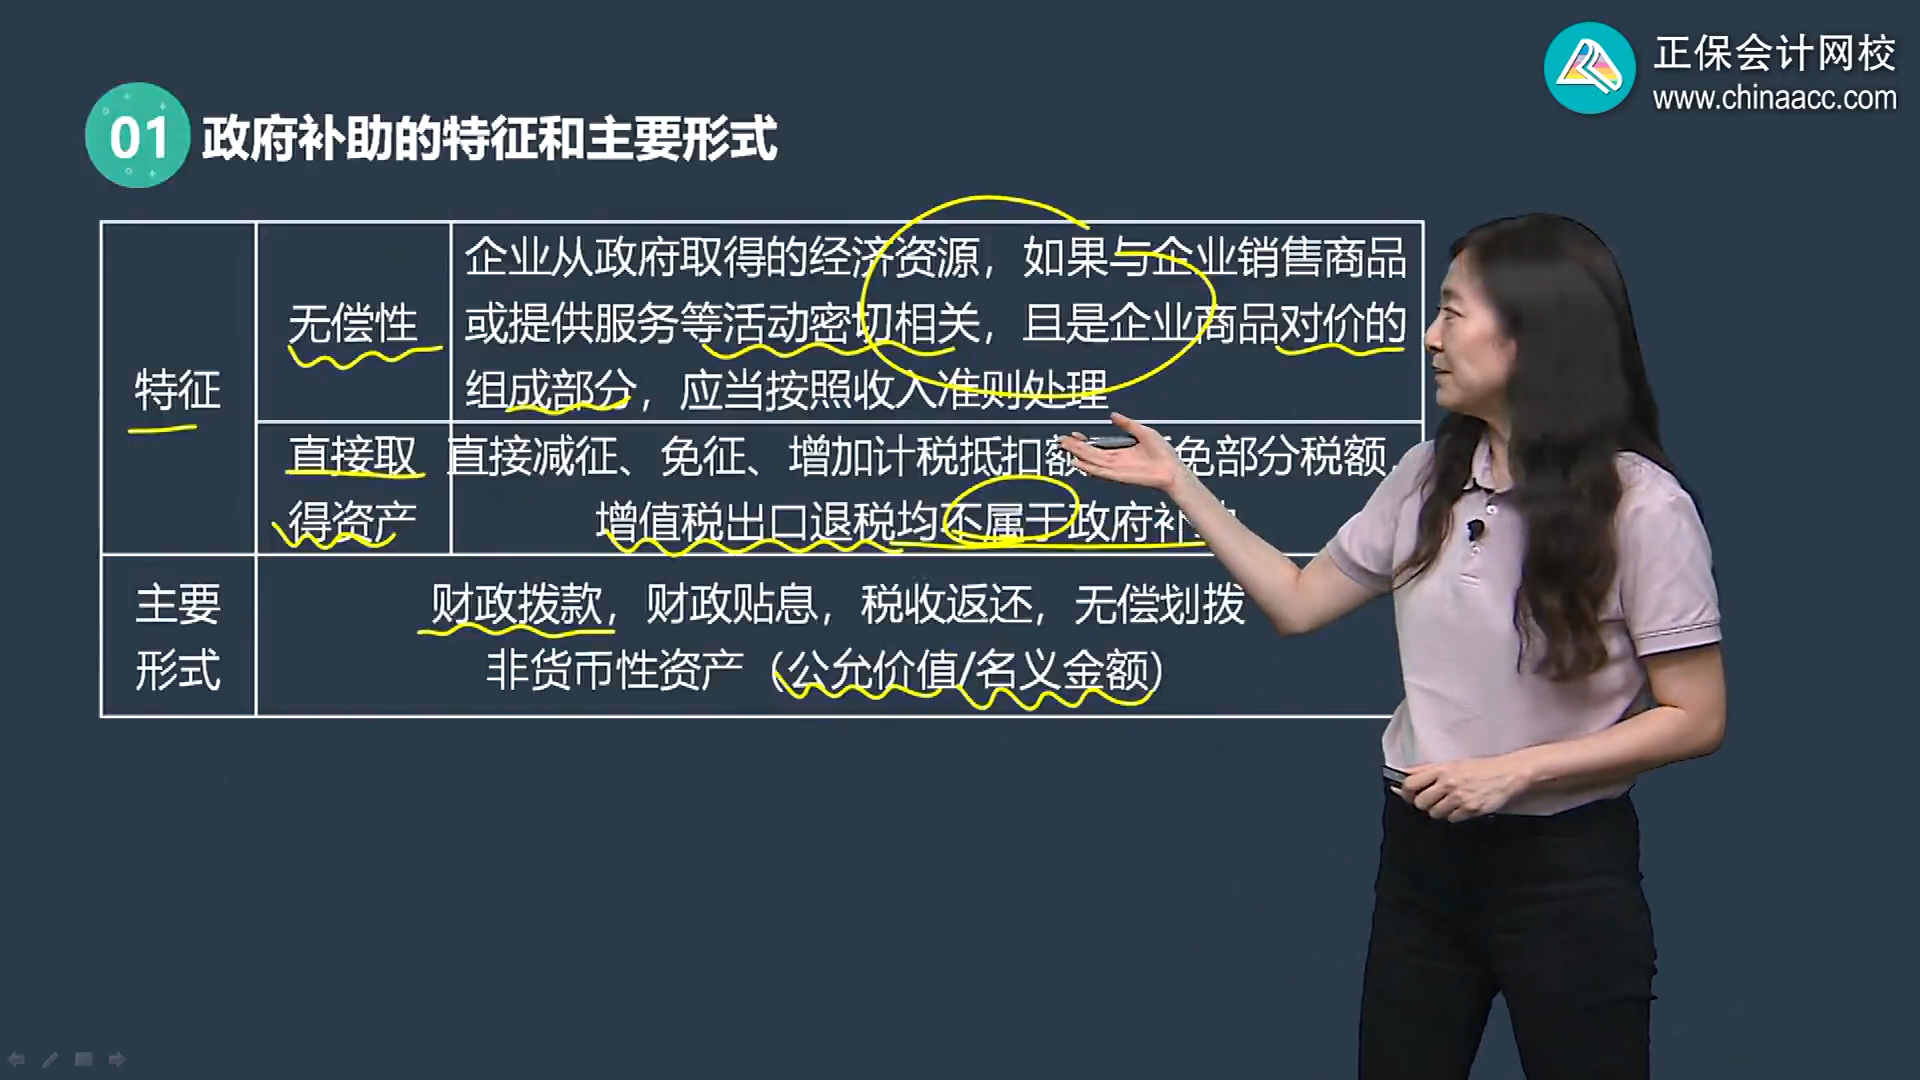 正保会计网校
www.chinaacc.com
01 政府补助的特征和主要形式
特征
无偿性
企业从政府取得的经济资源，如果与企业销售商品
或提供服务等活动密切相关，且是企业商品对价的
组成部分，应当按照收入准则处理
直接取
得资产
直接减征、免征、增加计税抵扣额 免部分税额，
增值税出口退税均不属于政府补
主要
形式
财政拨款，财政贴息，税收返还，无偿划拨
非货币性资产（公允价值/名义金额）